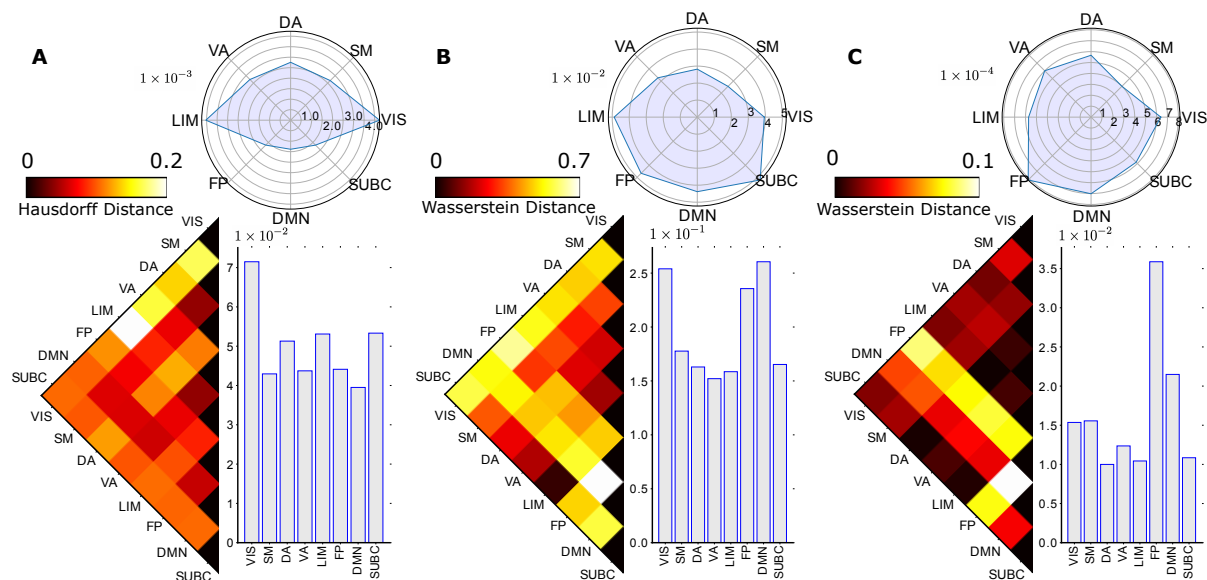 A
DA
VA
SM
1 × 10⁻³
LIM
1.0
2.0
3.0
4.0
VIS
FP
SUBC
DMN
0
0.2
Hausdorff Distance
VIS
SM
DA
VA
LIM
FP
DMN
SUBC
VIS
SM
DA
VA
LIM
FP
DMN
SUBC
1 × 10⁻²
7
6
5
4
3
2
1
0
VIS
SM
DA
VA
LIM
FP
DMN
SUBC
B
DA
VA
SM
1 × 10⁻²
LIM
1
2
3
4
5
VIS
FP
SUBC
DMN
0
0.7
Wasserstein Distance
VIS
SM
DA
VA
LIM
FP
DMN
SUBC
VIS
SM
DA
VA
LIM
FP
DMN
SUBC
1 × 10⁻¹
2.5
2.0
1.5
1.0
0.5
0.0
VIS
SM
DA
VA
LIM
FP
DMN
SUBC
C
DA
VA
SM
1 × 10⁻⁴
LIM
1
2
3
4
5
6
7
8
VIS
FP
SUBC
DMN
0
0.1
Wasserstein Distance
VIS
SM
DA
VA
LIM
FP
DMN
SUBC
VIS
SM
DA
VA
LIM
FP
DMN
SUBC
1 × 10⁻²
3.5
3.0
2.5
2.0
1.5
1.0
0.5
0.0
VIS
SM
DA
VA
LIM
FP
DMN
SUBC